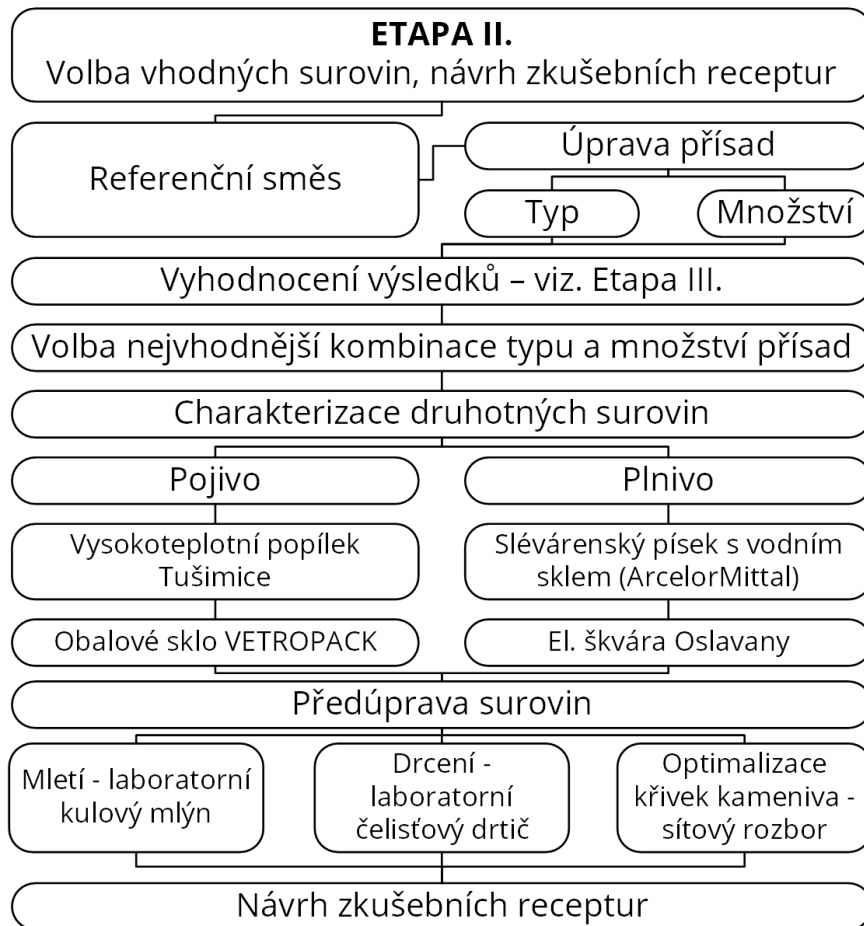 ETAPA II.
Volba vhodných surovin, návrh zkušebních receptur
Referenční směs
Úprava přísad
Typ
Množství
Vyhodnocení výsledků – viz. Etapa III.
Volba nejvhodnější kombinace typu a množství přísad
Charakterizace druhotných surovin
Pojivo
Plnivo
Vysokoteplotní popílek
Tušimice
Slévárenský písek s vodním
sklem (ArcelorMittal)
Obalové sklo VETROPACK
El. škvára Oslavany
Předúprava surovin
Mletí - laboratorní
kulový mlýn
Drcení -
laboratorní
čelisťový drtič
Optimalizace
křivek kameniva -
sítový rozbor
Návrh zkušebních receptur